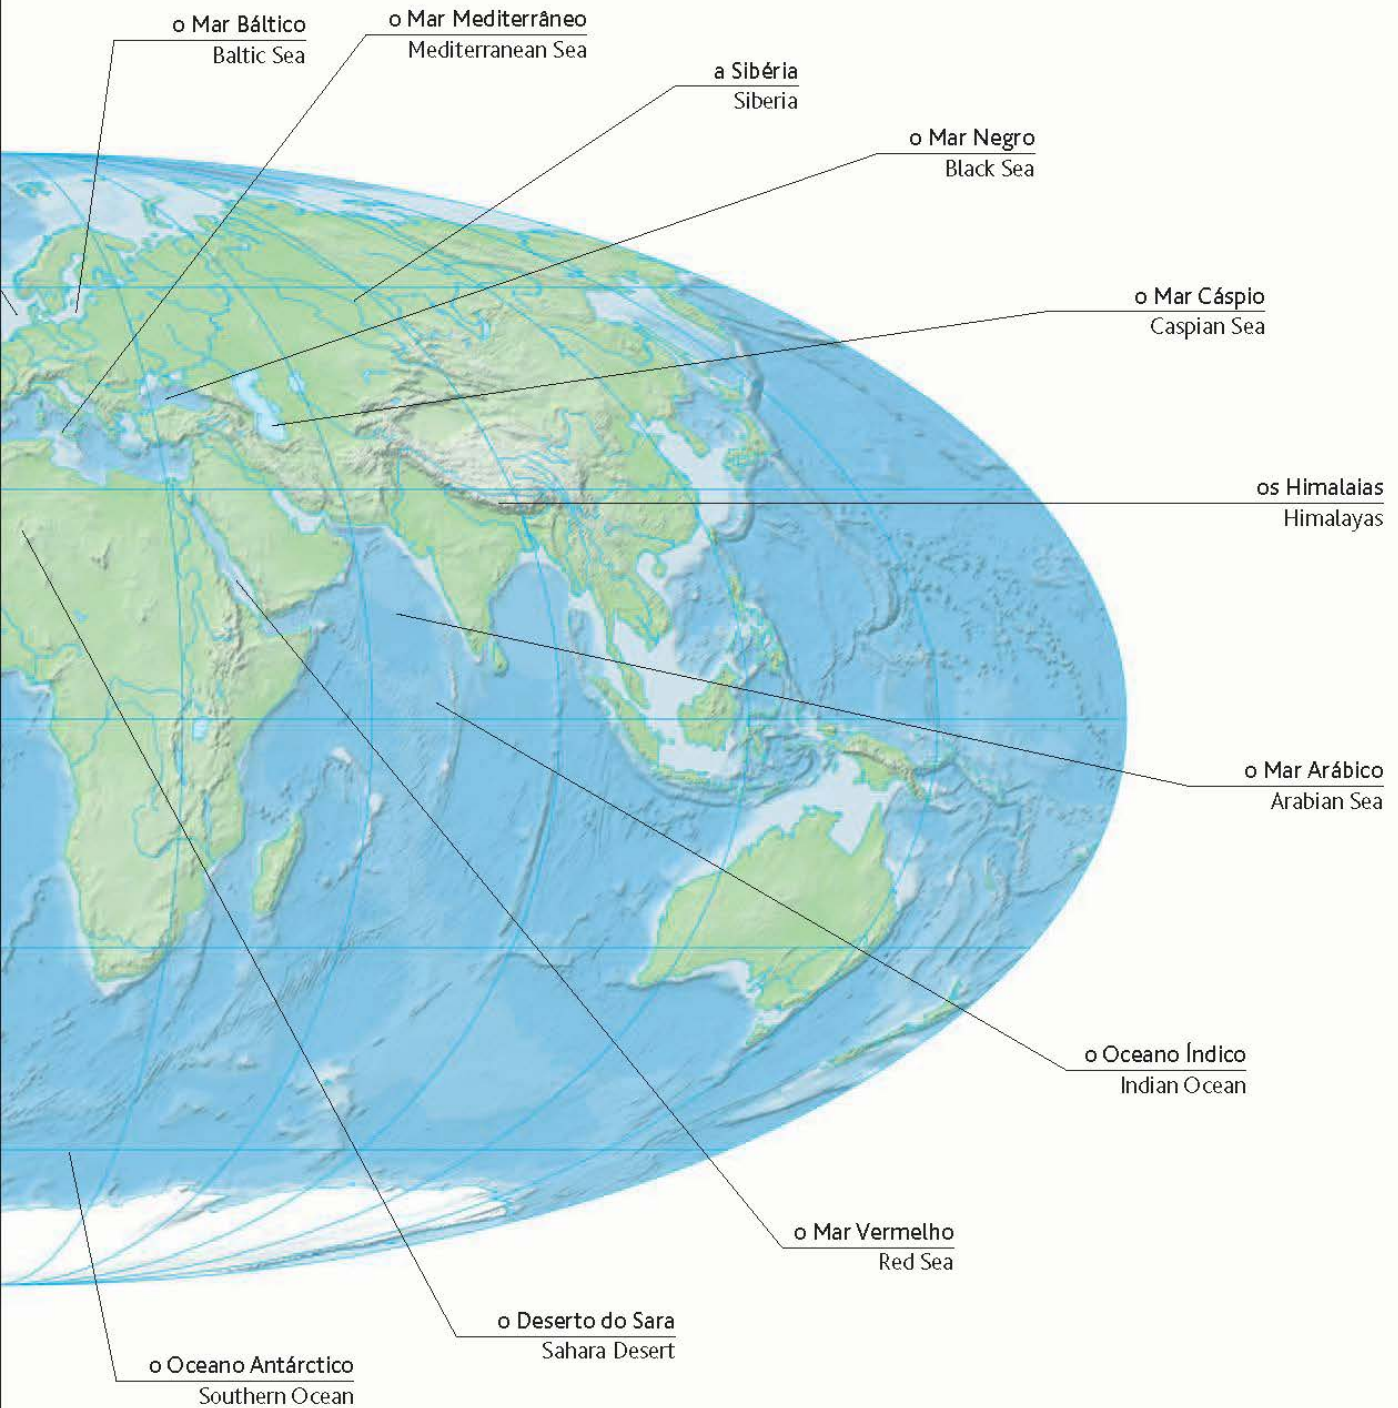 o Mar Báltico
Baltic Sea
o Mar Mediterrâneo
Mediterranean Sea
a Sibéria
Siberia
o Mar Negro
Black Sea
o Mar Cáspio
Caspian Sea
os Himalaias
Himalayas
o Mar Arábico
Arabian Sea
o Oceano Índico
Indian Ocean
o Mar Vermelho
Red Sea
o Deserto do Sara
Sahara Desert
o Oceano Antárctico
Southern Ocean